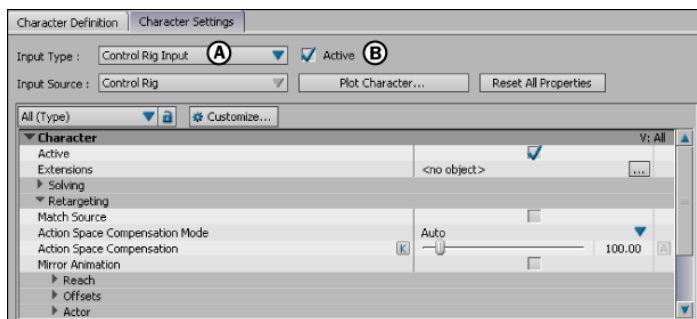 Character Definition Character Settings
Input Type : Control Rig Input A Active B
Input Source : Control Rig Plot Character... Reset All Properties
All (Type) Customize...
Character V: All
Active
Extensions <no object> ...
Solving
Retargeting
Match Source
Action Space Compensation Mode Auto
Action Space Compensation K 100.00 A
Mirror Animation
Reach
Offsets
Actor